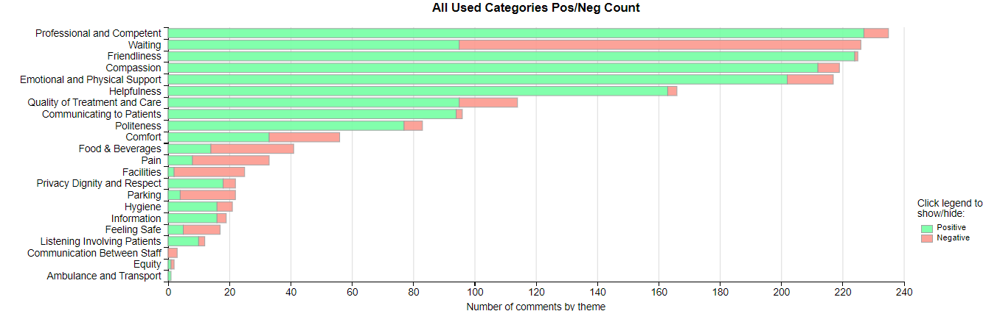 All Used Categories Pos/Neg Count
Professional and Competent
Waiting
Friendliness
Compassion
Emotional and Physical Support
Helpfulness
Quality of Treatment and Care
Communicating to Patients
Politeness
Comfort
Food & Beverages
Pain
Facilities
Privacy Dignity and Respect
Parking
Hygiene
Information
Feeling Safe
Listening Involving Patients
Communication Between Staff
Equity
Ambulance and Transport
0 20 40 60 80 100 120 140 160 180 200 220 240
Number of comments by theme
Click legend to
show/hide:
Positive
Negative